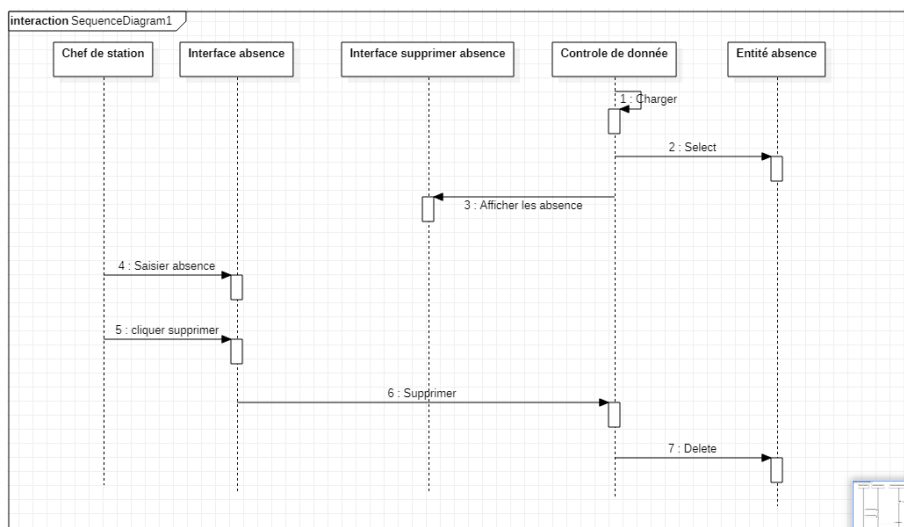 interaction SequenceDiagram1
Chef de station
Interface absence
Interface supprimer absence
Controle de donnée
Entité absence
1 : Charger
2 : Select
3 : Afficher les absence
4 : Saisier absence
5 : cliquer supprimer
6 : Supprimer
7 : Delete